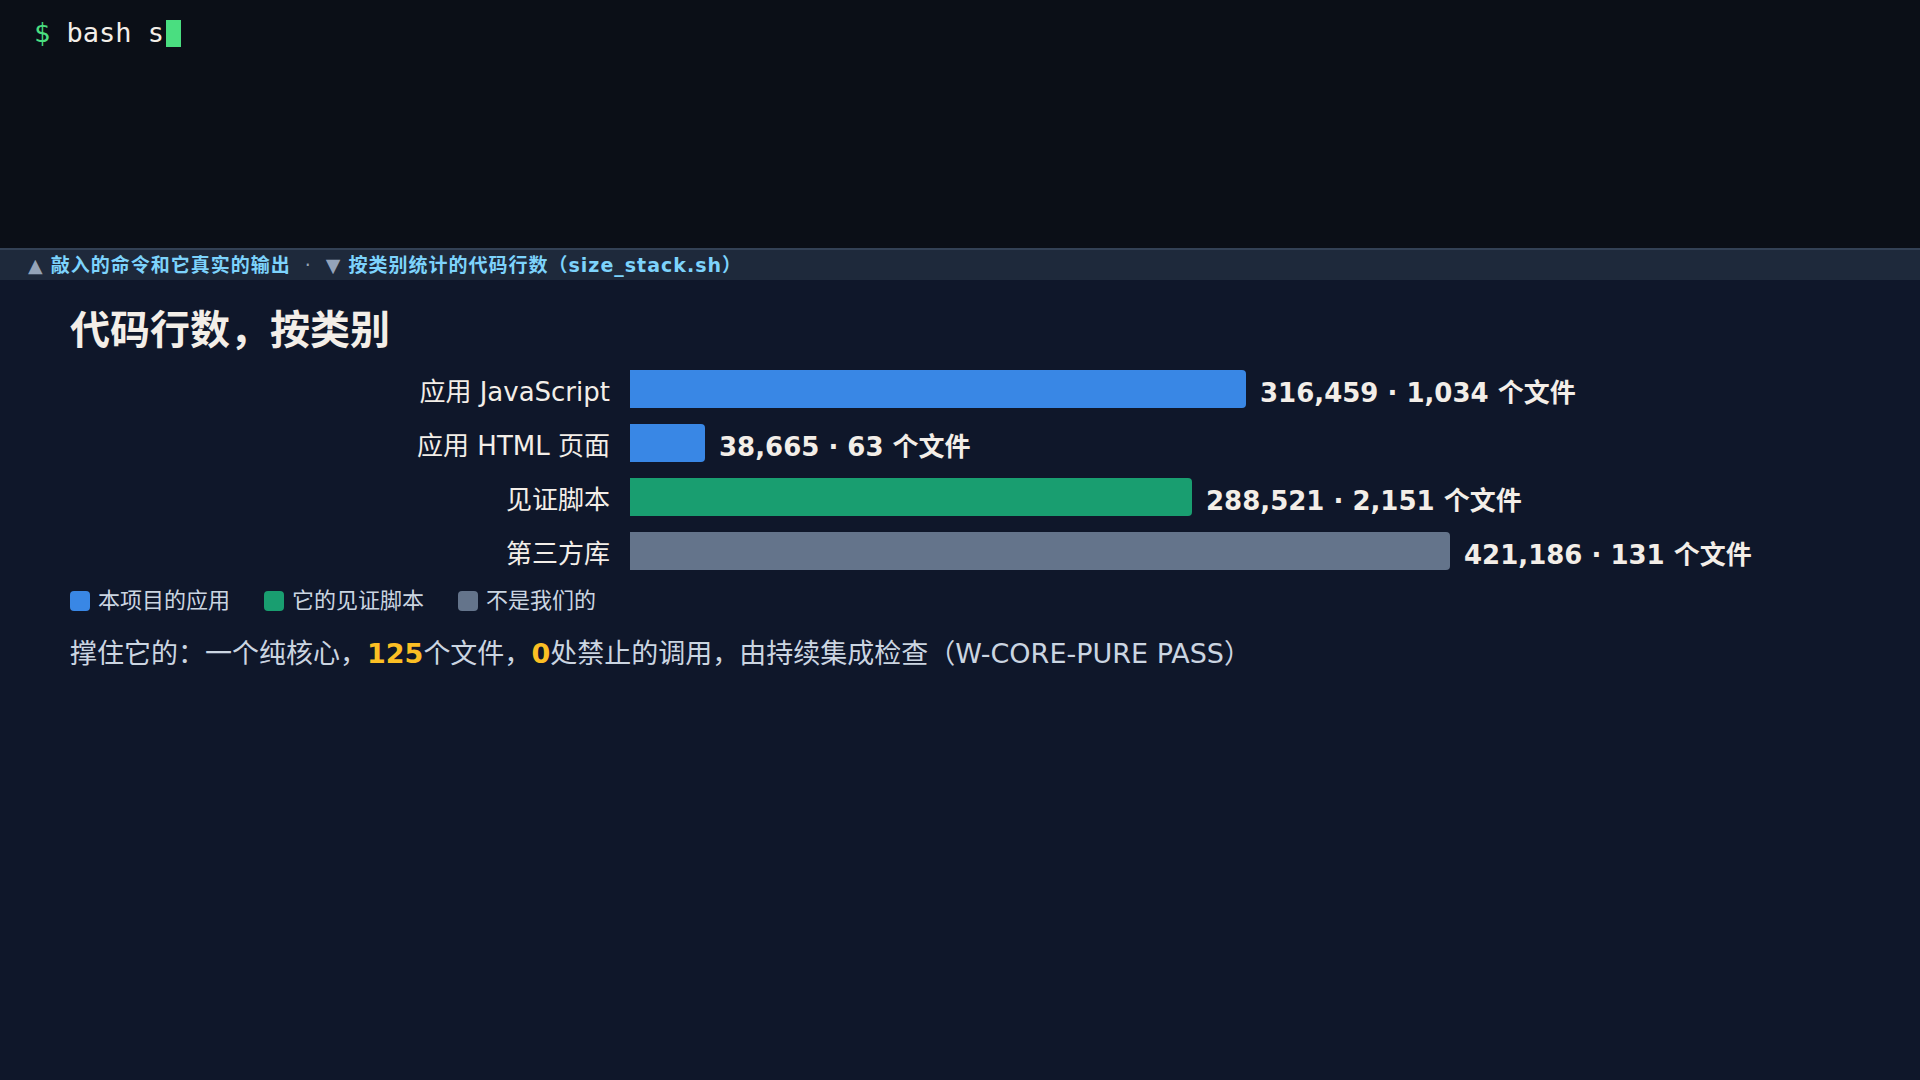 $ bash s
▲ 敲入的命令和它真实的输出 · ▼ 按类别统计的代码行数（size_stack.sh）
代码行数，按类别
应用 JavaScript 316,459 · 1,034 个文件
应用 HTML 页面 38,665 · 63 个文件
见证脚本 288,521 · 2,151 个文件
第三方库 421,186 · 131 个文件
本项目的应用 它的见证脚本 不是我们的
撑住它的：一个纯核心，125个文件，0处禁止的调用，由持续集成检查（W-CORE-PURE PASS）